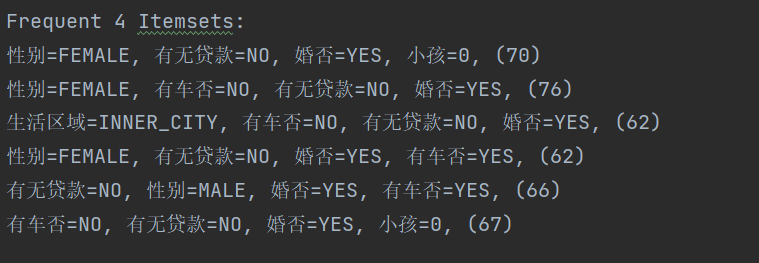 Frequent 4 Itemsets:
性别=FEMALE, 有无贷款=NO, 婚否=YES, 小孩=0, (70)
性别=FEMALE, 有车否=NO, 有无贷款=NO, 婚否=YES, (76)
生活区域=INNER_CITY, 有车否=NO, 有无贷款=NO, 婚否=YES, (62)
性别=FEMALE, 有无贷款=NO, 婚否=YES, 有车否=YES, (62)
有无贷款=NO, 性别=MALE, 婚否=YES, 有车否=YES, (66)
有车否=NO, 有无贷款=NO, 婚否=YES, 小孩=0, (67)